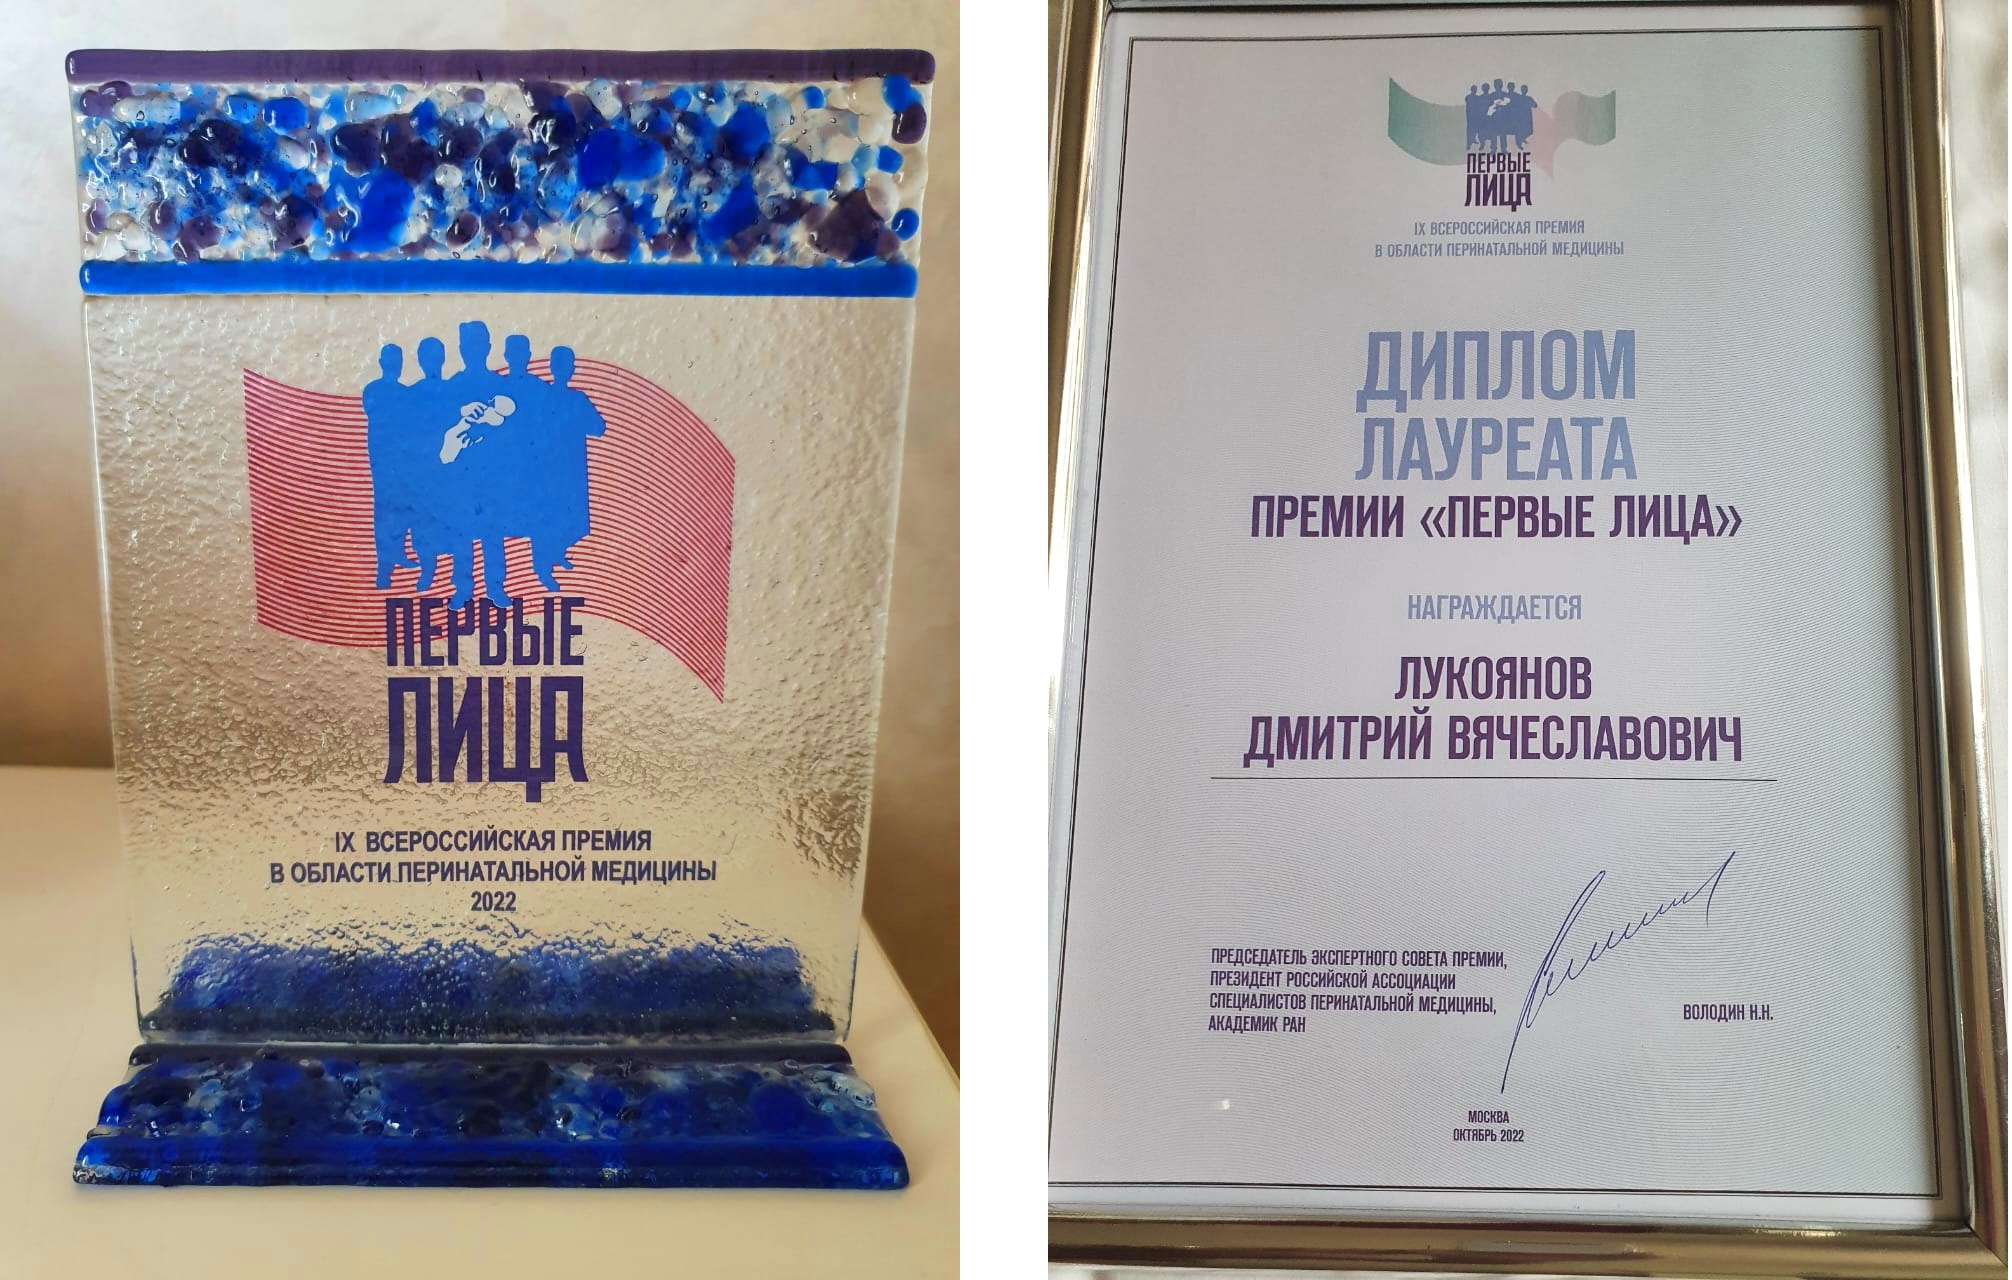 ПЕРВЫЕ
ЛИЦА
IX ВСЕРОССИЙСКАЯ ПРЕМИЯ
В ОБЛАСТИ ПЕРИНАТАЛЬНОЙ МЕДИЦИНЫ
2022
ПЕРВЫЕ
ЛИЦА
IX ВСЕРОССИЙСКАЯ ПРЕМИЯ
В ОБЛАСТИ ПЕРИНАТАЛЬНОЙ МЕДИЦИНЫ
ДИПЛОМ
ЛАУРЕАТА
ПРЕМИИ «ПЕРВЫЕ ЛИЦА»
НАГРАЖДАЕТСЯ
ЛУКОЯНОВ
ДМИТРИЙ ВЯЧЕСЛАВОВИЧ
ПРЕДСЕДАТЕЛЬ ЭКСПЕРТНОГО СОВЕТА ПРЕМИИ,
ПРЕЗИДЕНТ РОССИЙСКОЙ АССОЦИАЦИИ
СПЕЦИАЛИСТОВ ПЕРИНАТАЛЬНОЙ МЕДИЦИНЫ,
АКАДЕМИК РАН
ВОЛОДИН Н.Н.
МОСКВА
ОКТЯБРЬ 2022